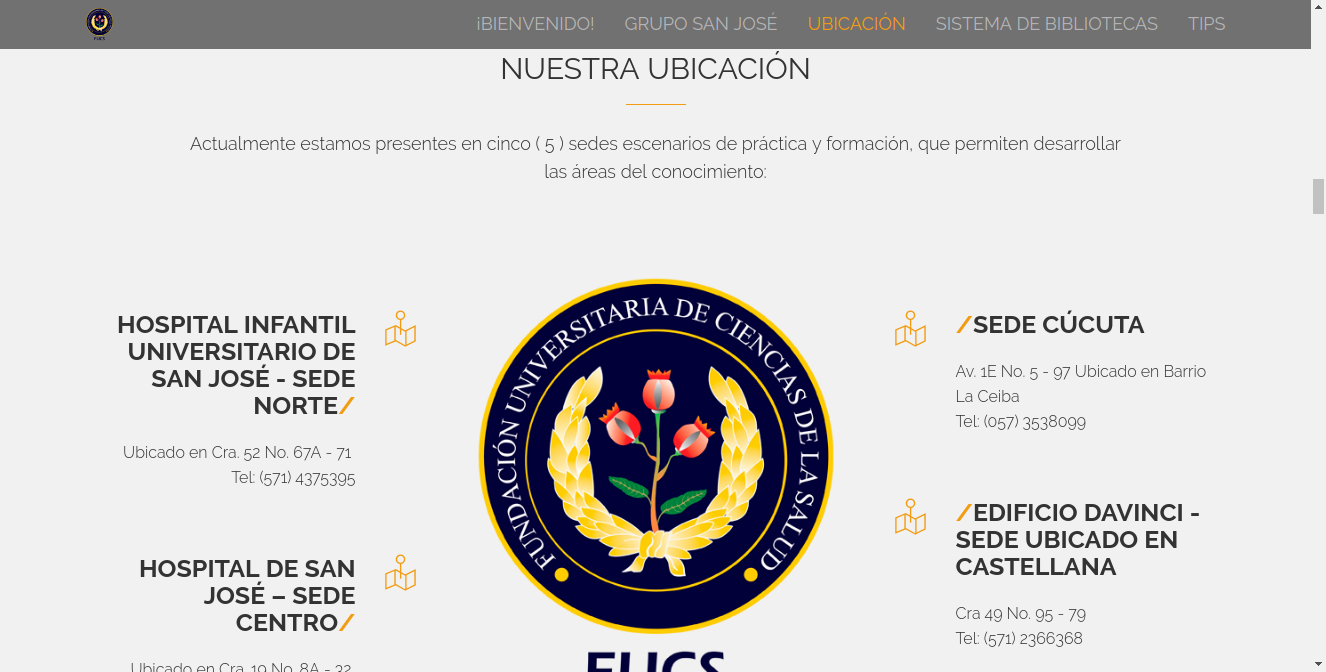 ¡BIENVENIDO! GRUPO SAN JOSÉ UBICACIÓN SISTEMA DE BIBLIOTECAS TIPS
FUCS
NUESTRA UBICACIÓN
Actualmente estamos presentes en cinco ( 5 ) sedes escenarios de práctica y formación, que permiten desarrollar
las áreas del conocimiento:
HOSPITAL INFANTIL
UNIVERSITARIO DE
SAN JOSÉ - SEDE
NORTE/
Ubicado en Cra. 52 No. 67A - 71
Tel: (571) 4375395
HOSPITAL DE SAN
JOSÉ – SEDE
CENTRO/
Ubicado en Cra. 19 No. 8A - 32
FUNDACIÓN UNIVERSITARIA DE CIENCIAS DE LA SALUD
FUCS
/SEDE CÚCUTA
Av. 1E No. 5 - 97 Ubicado en Barrio
La Ceiba
Tel: (057) 3538099
/EDIFICIO DAVINCI -
SEDE UBICADO EN
CASTELLANA
Cra 49 No. 95 - 79
Tel: (571) 2366368